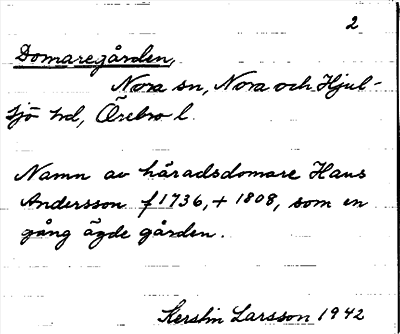 2
Domaregården,
Nora sn, Nora och Hjul-
sjö hd, Örebro l.
Namn av häradsdomare Hans
Andersson f 1736, + 1808, som en
gång ägde gården.
Kerstin Larsson 1942